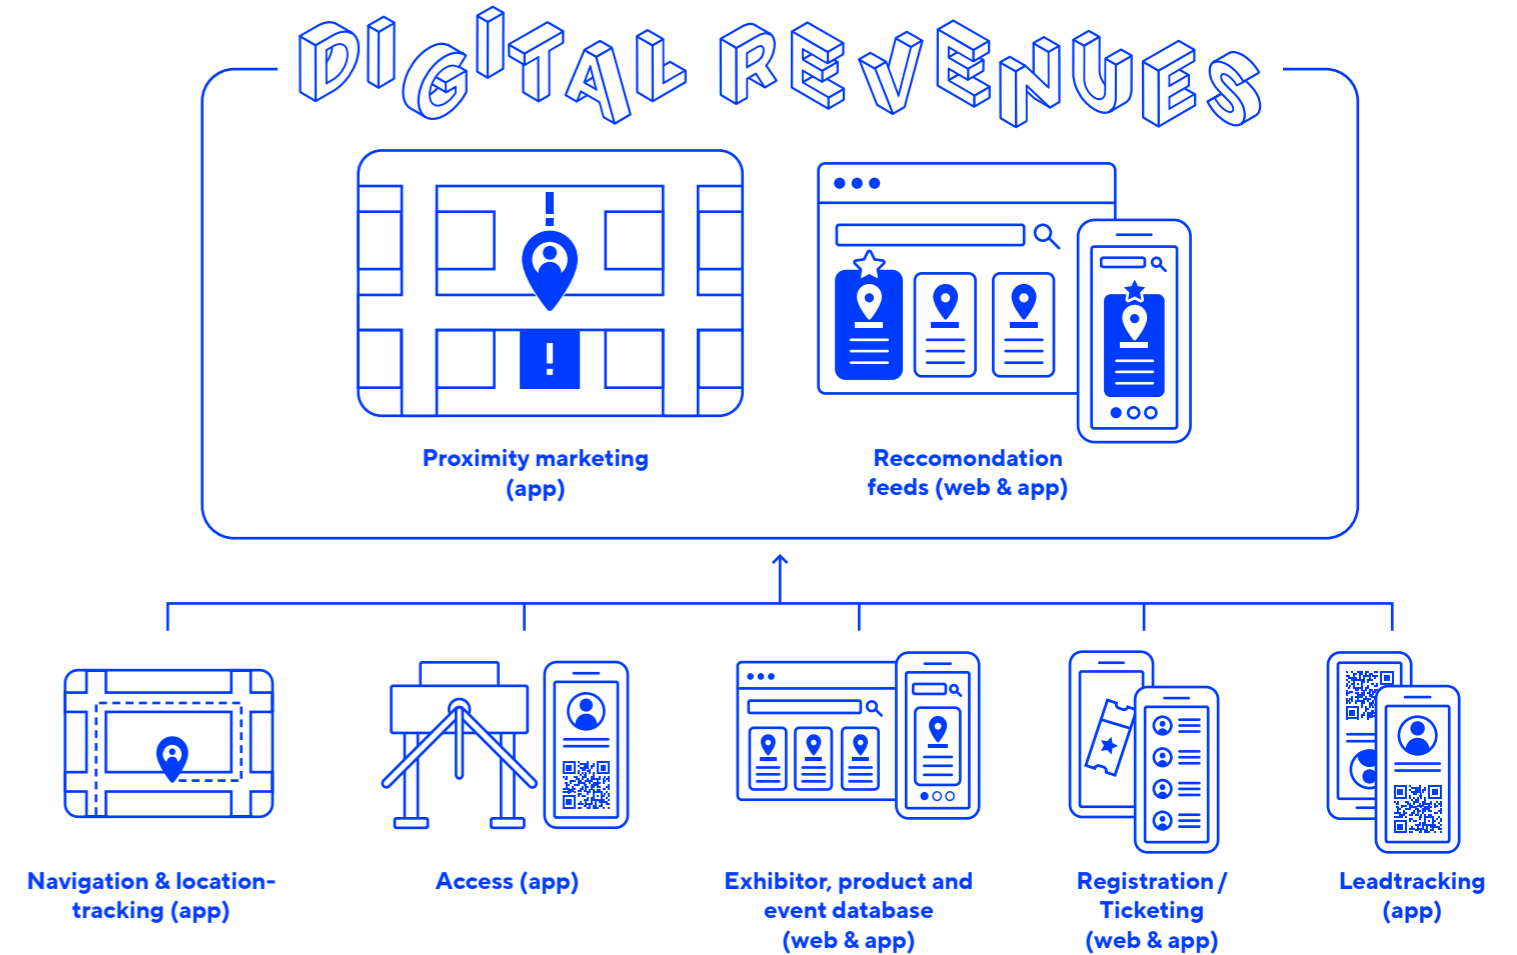 DIGITAL REVENUES
!
!
Proximity marketing
(app)
Reccomondation
feeds (web & app)
Navigation & location-
tracking (app)
Access (app)
Exhibitor, product and
event database
(web & app)
Registration /
Ticketing
(web & app)
Leadtracking
(app)